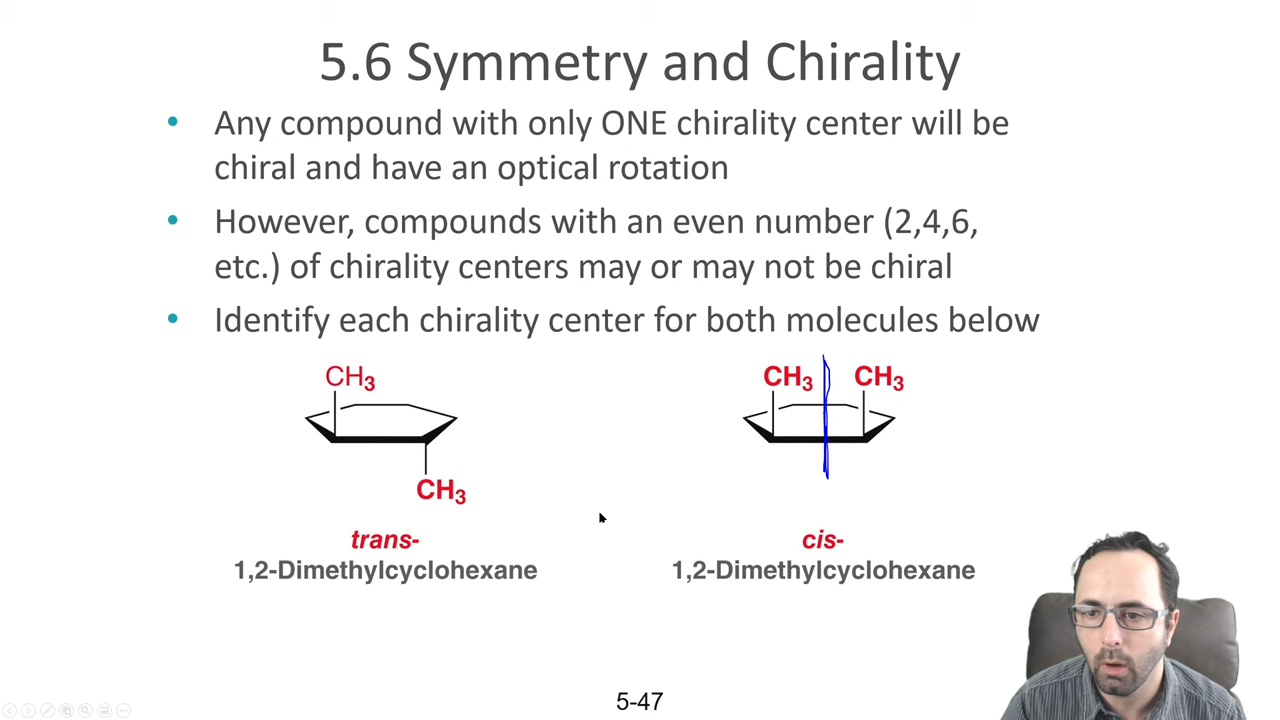 5.6 Symmetry and Chirality
• Any compound with only ONE chirality center will be
chiral and have an optical rotation
• However, compounds with an even number (2,4,6,
etc.) of chirality centers may or may not be chiral
• Identify each chirality center for both molecules below
CH3
CH3 CH3
CH3
trans-
1,2-Dimethylcyclohexane
cis-
1,2-Dimethylcyclohexane
5-47